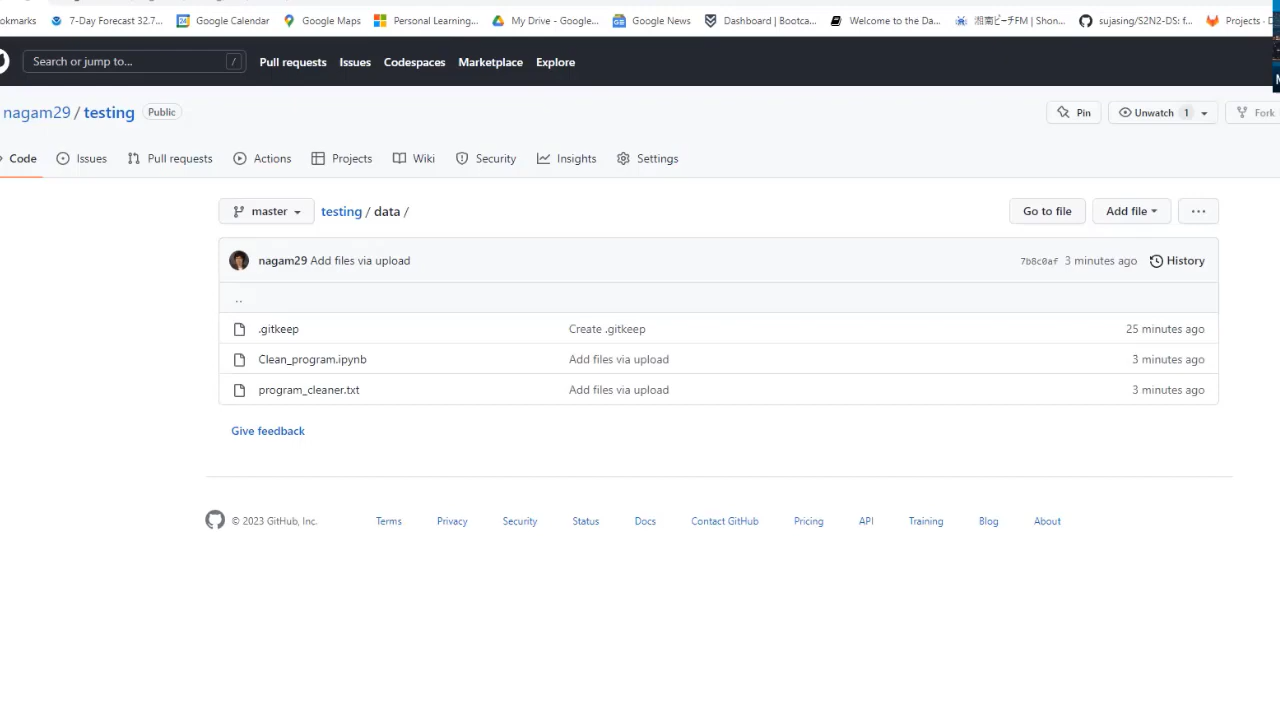 okmarks 7-Day Forecast 32.7... Google Calendar Google Maps Personal Learning... My Drive - Google... Google News Dashboard | Bootca... Welcome to the Da... 湘南ビーチFM | Shon... sujasing/S2N2-DS: f... Projects · D
Search or jump to... / Pull requests Issues Codespaces Marketplace Explore
nagam29 / testing Public Pin Unwatch 1 Fork
Code Issues Pull requests Actions Projects Wiki Security Insights Settings
master testing / data / Go to file Add file ...
nagam29 Add files via upload 7b8c0af 3 minutes ago History
..
.gitkeep Create .gitkeep 25 minutes ago
Clean_program.ipynb Add files via upload 3 minutes ago
program_cleaner.txt Add files via upload 3 minutes ago
Give feedback
© 2023 GitHub, Inc. Terms Privacy Security Status Docs Contact GitHub Pricing API Training Blog About